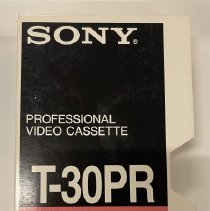 SONY®
PROFESSIONAL
VIDEO CASSETTE
T-30PR